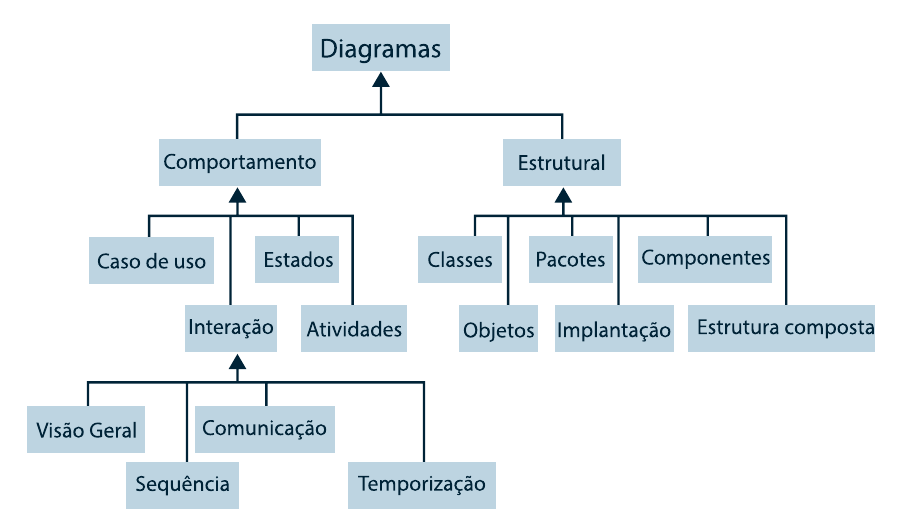 Diagramas
Comportamento
Estrutural
Caso de uso
Estados
Classes
Pacotes
Componentes
Interação
Atividades
Objetos
Implantação
Estrutura composta
Visão Geral
Comunicação
Sequência
Temporização